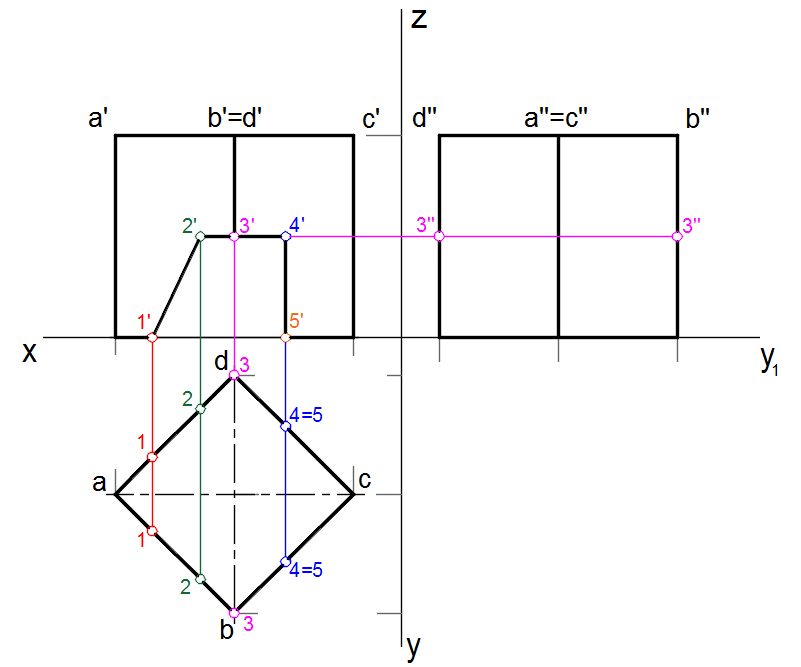 z
a' b'=d' c' d" a"=c" b"
2' 3' 4' 3" 3"
1' 5'
x y₁
d 3
2
1 4=5
a c
1 4=5
2
b 3
y